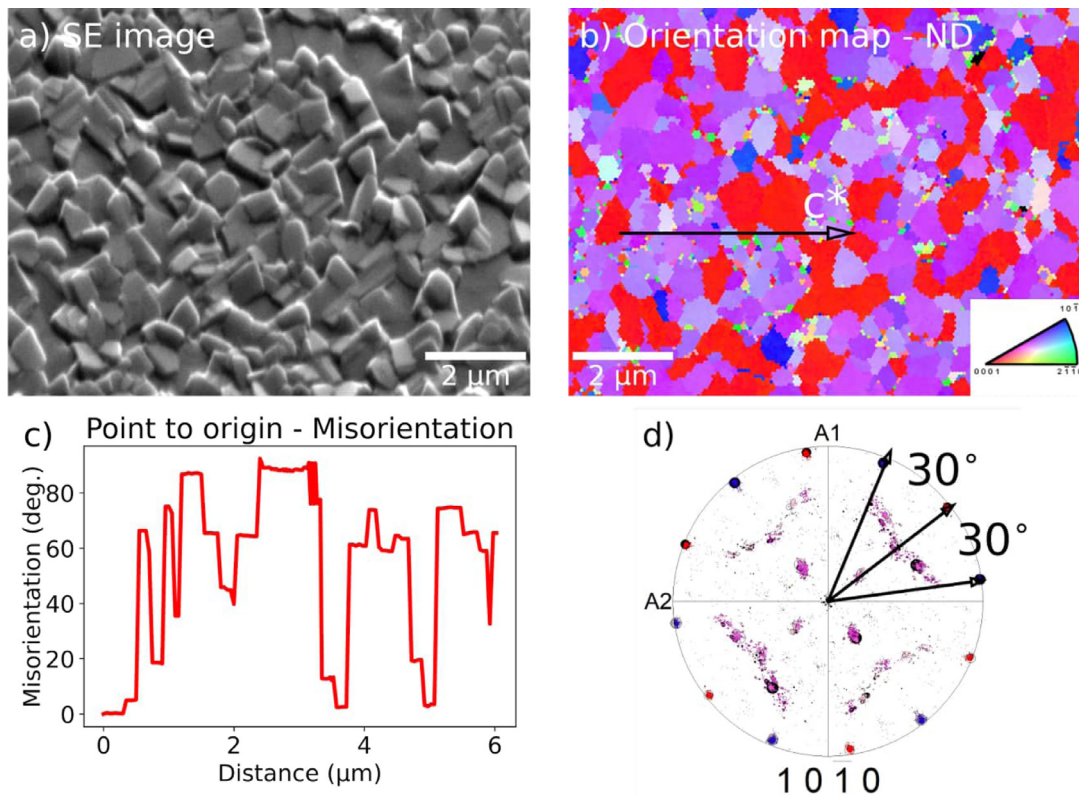 a) SE image
2 μm
b) Orientation map - ND
c*
2 μm
0001
c)
Point to origin - Misorientation
Misorientation (deg.)
80
60
40
20
0
0
2
4
6
Distance (μm)
d)
A1
30°
30°
A2
1 0 1̅ 0